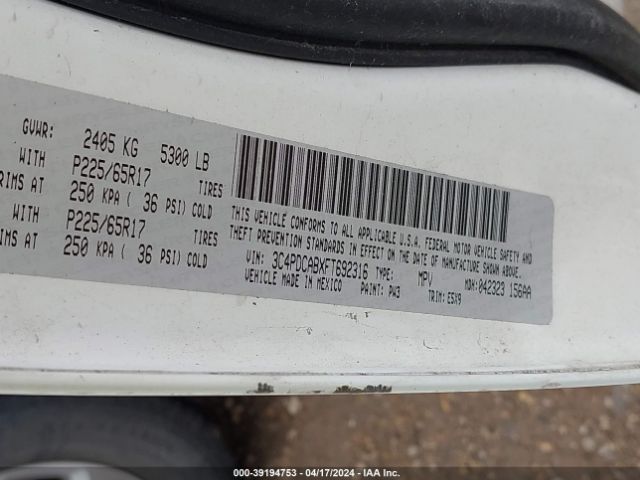 GVWR: 2405 KG 5300 LB
WITH P225/65R17 TIRES
RIMS AT 250 KPA ( 36 PSI) COLD
WITH P225/65R17 TIRES
RIMS AT 250 KPA ( 36 PSI) COLD
THIS VEHICLE CONFORMS TO ALL APPLICABLE U.S.A. FEDERAL MOTOR VEHICLE SAFETY AND
THEFT PREVENTION STANDARDS IN EFFECT ON THE DATE OF MANUFACTURE SHOWN ABOVE.
VIN: 3C4PDCABXFT692316 TYPE: MPV MDH: 042323 156AA
VEHICLE MADE IN MEXICO PAINT: PW3 TRIM: E5X9
000-39194753 - 04/17/2024 - IAA Inc.